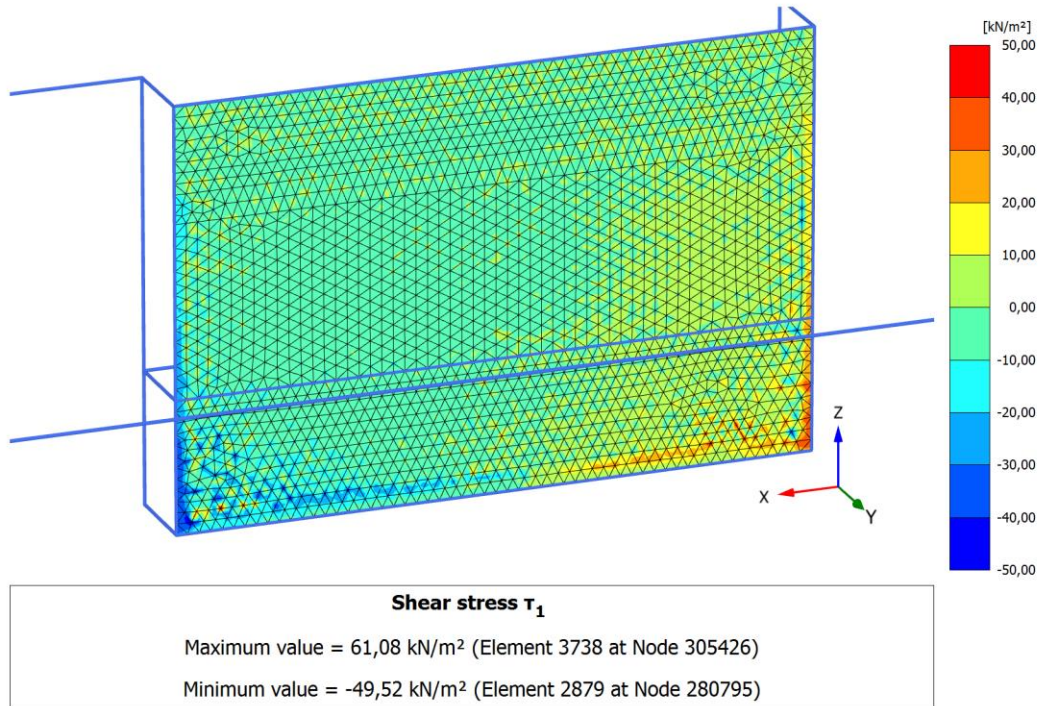 [kN/m²]
50,00
40,00
30,00
20,00
10,00
0,00
-10,00
-20,00
-30,00
-40,00
-50,00
Z
X
Y
Shear stress τ₁
Maximum value = 61,08 kN/m² (Element 3738 at Node 305426)
Minimum value = -49,52 kN/m² (Element 2879 at Node 280795)